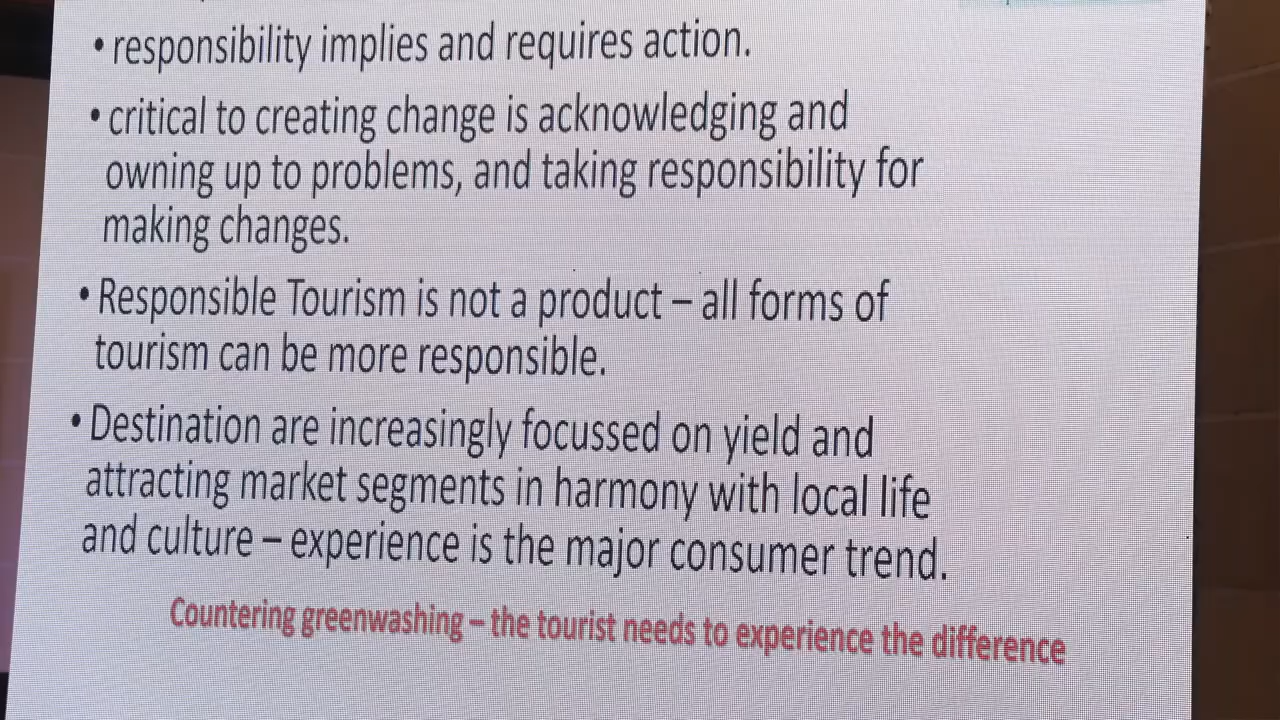 • responsibility implies and requires action.
• critical to creating change is acknowledging and
owning up to problems, and taking responsibility for
making changes.
• Responsible Tourism is not a product – all forms of
tourism can be more responsible.
• Destination are increasingly focussed on yield and
attracting market segments in harmony with local life
and culture – experience is the major consumer trend.
Countering greenwashing – the tourist needs to experience the difference